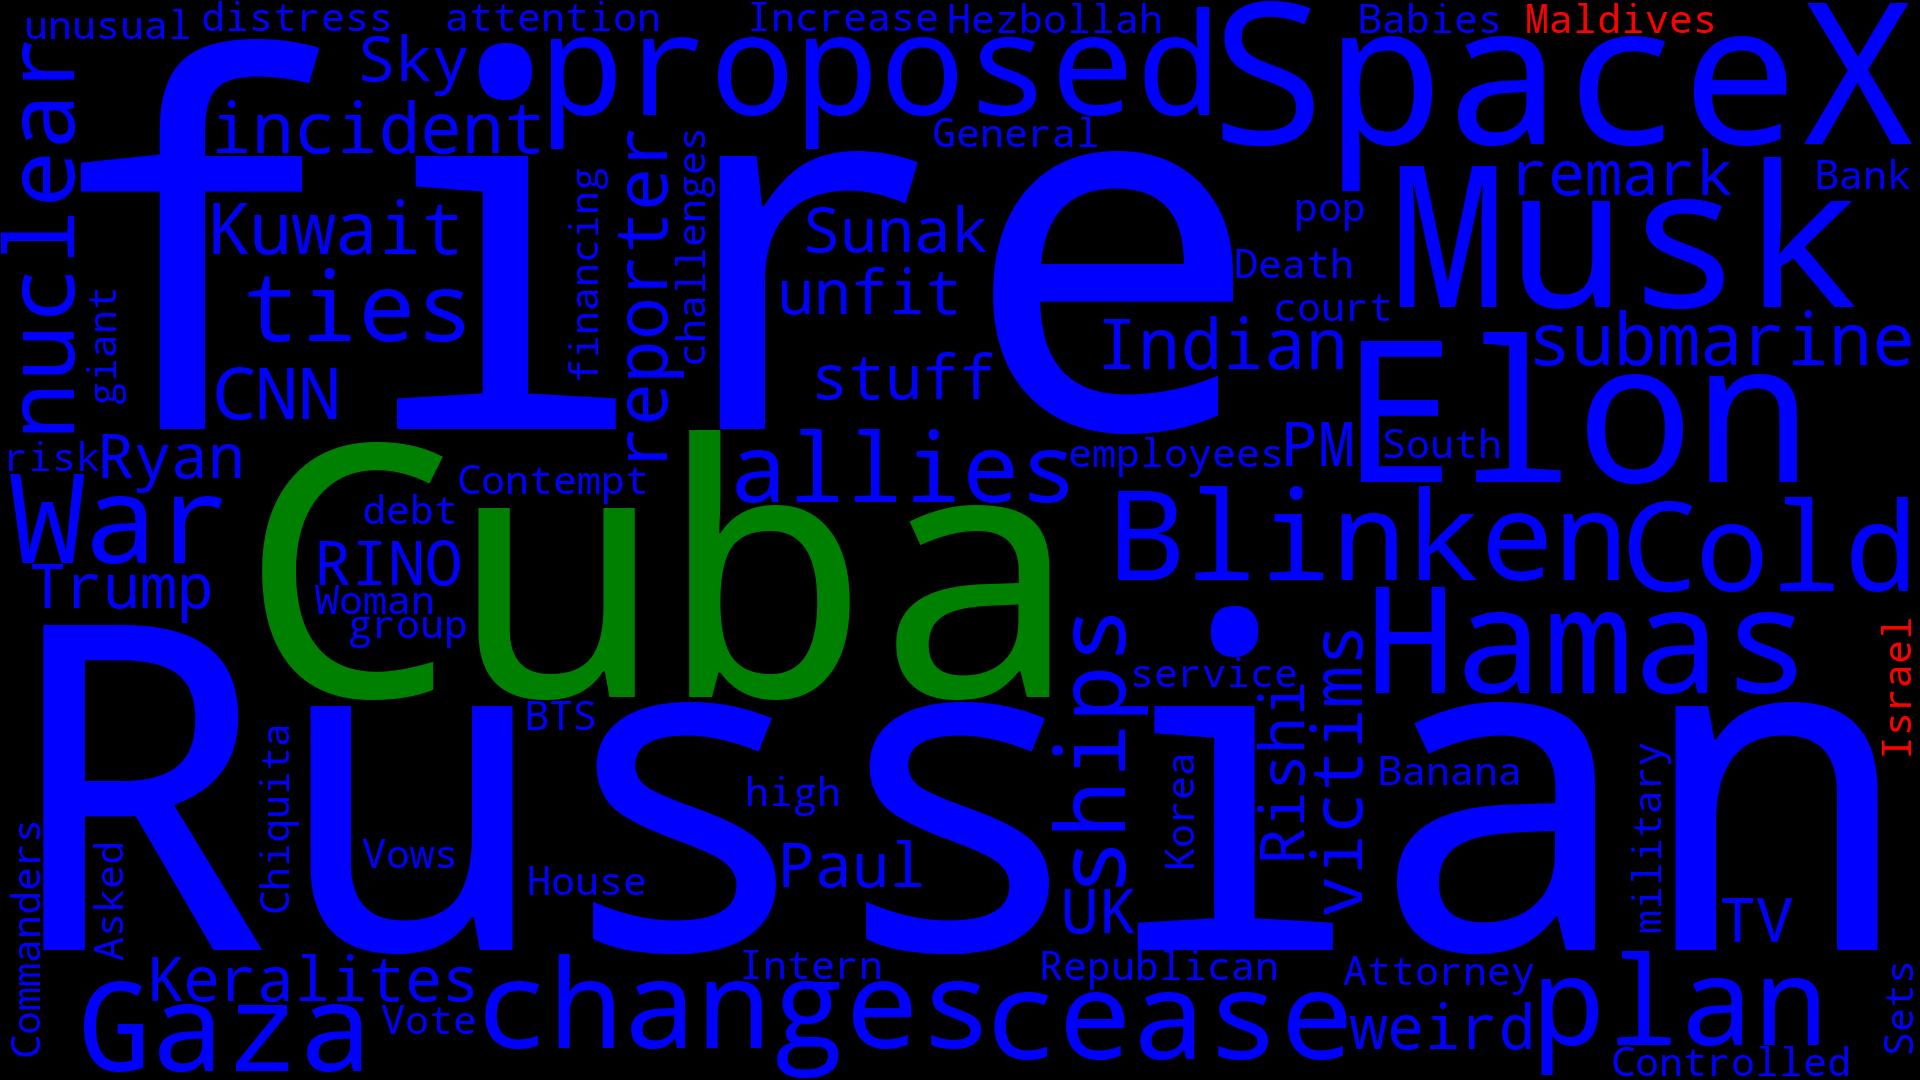 unusual
distress
attention
Increase
Hezbollah
Babies
Maldives
Sky
proposed
SpaceX
nuclear
fire
incident
General
reporter
challenges
financing
remark
Bank
Musk
Kuwait
Sunak
pop
ties
unfit
Death
court
giant
Indian
submarine
CNN
stuff
Elon
risk
Ryan
allies
employees
PM
South
Contempt
War
Cuba
debt
Blinken
Cold
RINO
Trump
Woman
group
Hamas
ships
service
victims
Israel
Russian
BTS
Rishi
Chiquita
Korea
Banana
military
high
Vows
Paul
House
Commanders
Asked
UK
TV
Keralites
Intern
Republican
Attorney
plan
Sets
Gaza
Vote
changes
cease
weird
Controlled